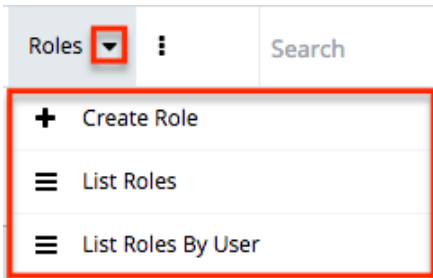 Roles
Search
Create Role
List Roles
List Roles By User